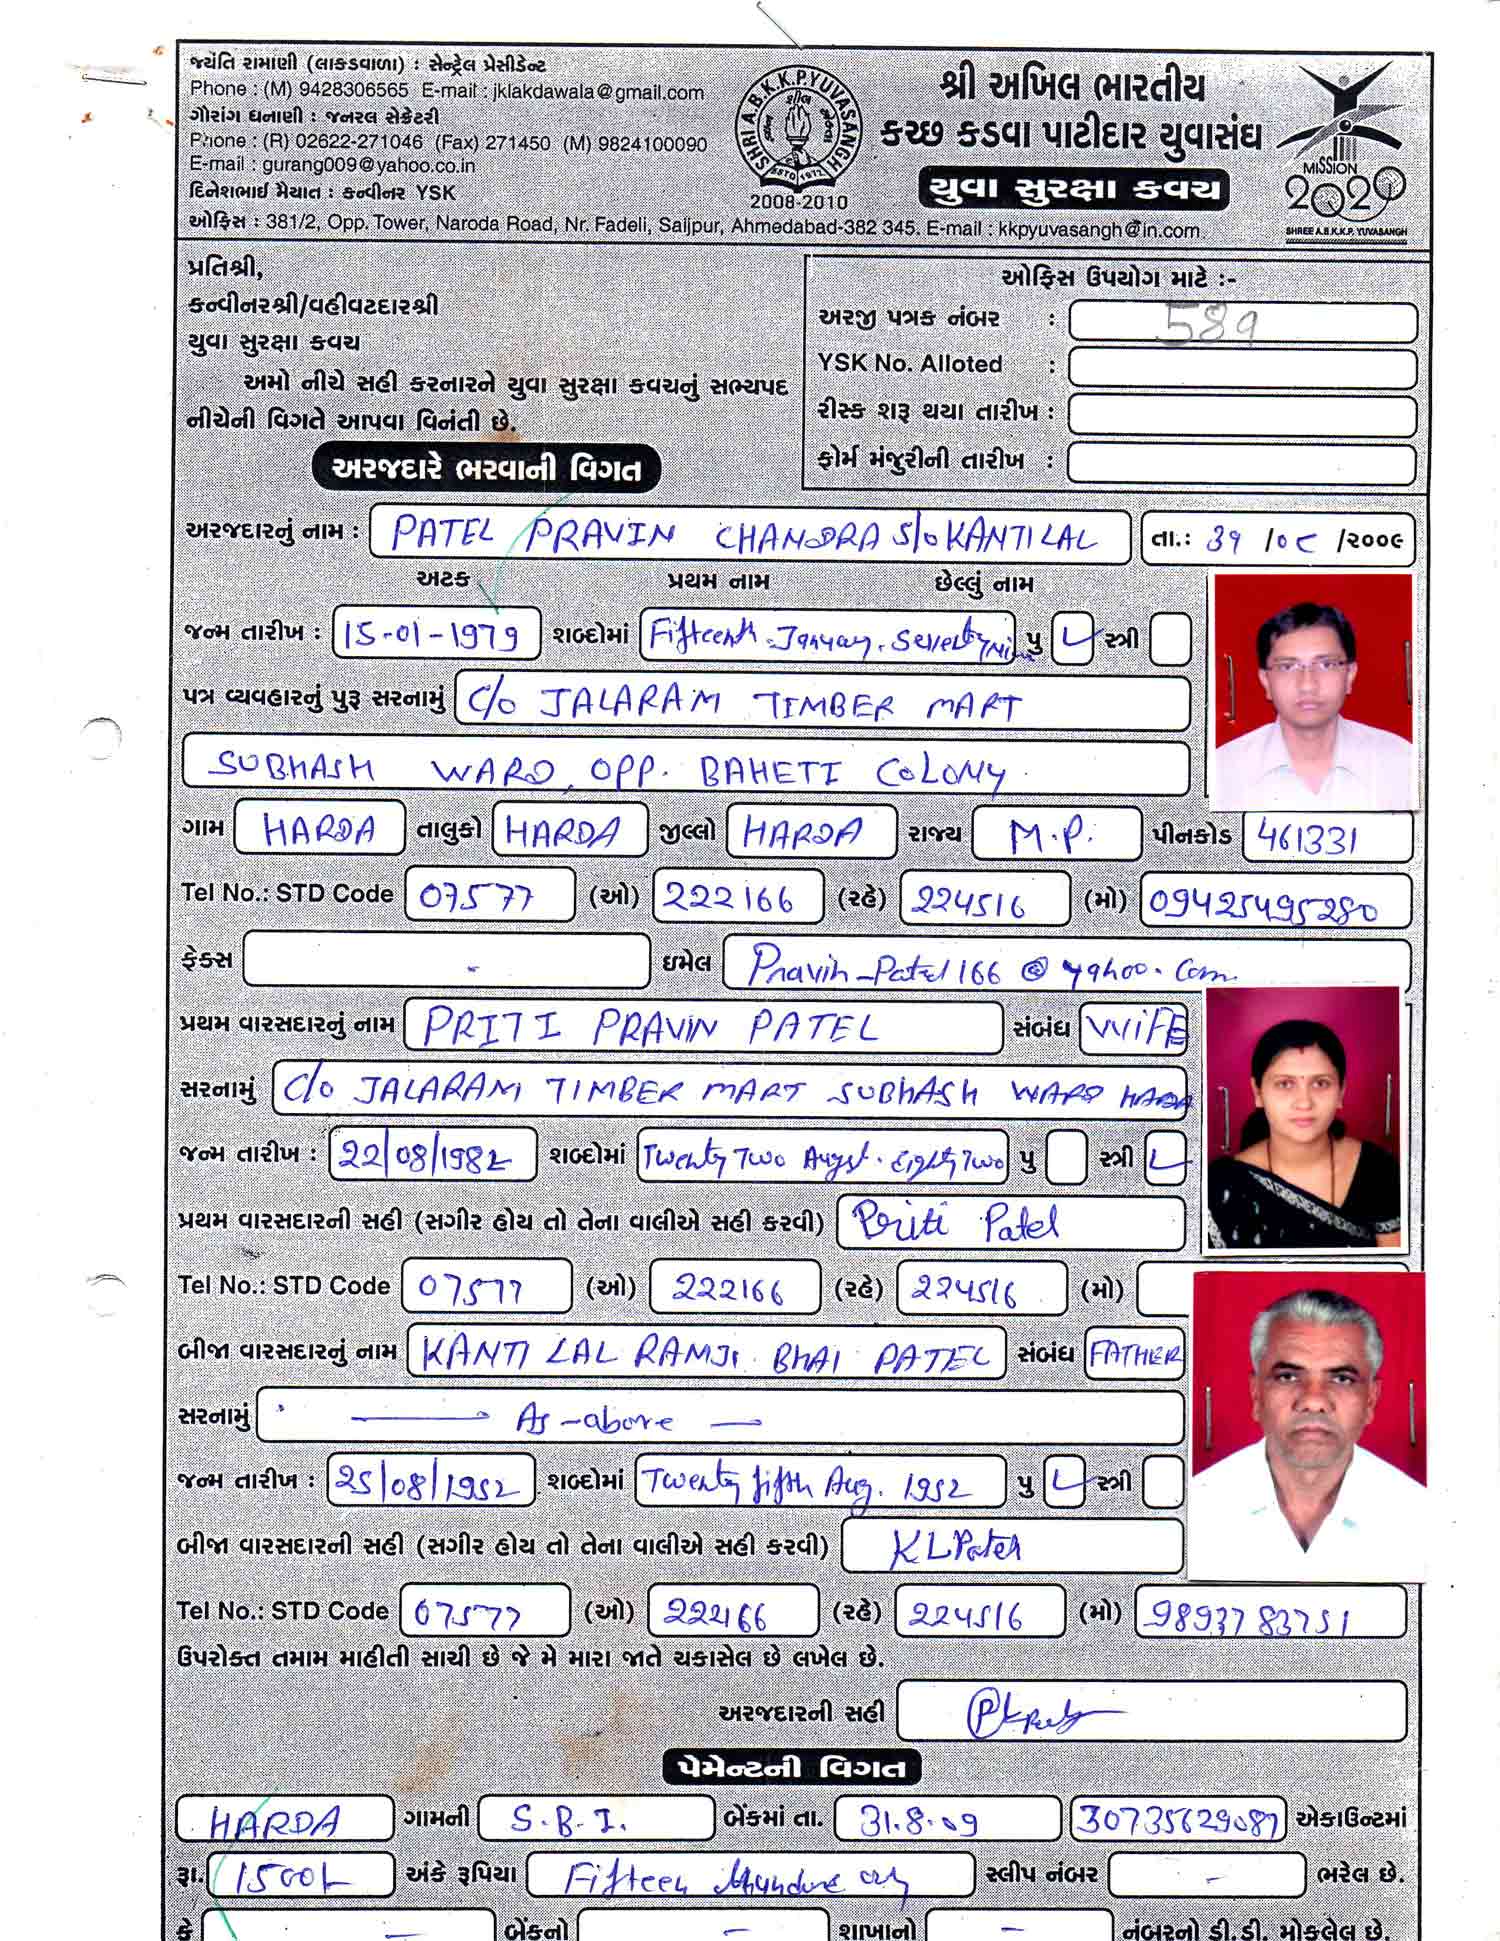 જ્યંતિ રામાણી (લાકડવાળા) : સેન્ટ્રેલ પ્રેસીડેન્ટ
Phone : (M) 9428306565 E-mail : jklakdawala@gmail.com
ગૌરાંગ ધનાણી : જનરલ સેક્રેટરી
Phone : (R) 02622-271046 (Fax) 271450 (M) 9824100090
E-mail : gurang009@yahoo.co.in
દિનેશભાઈ મૈયાત : કન્વીનર YSK
SHRI A.B.K.K.P.YUVASANGH
ESTD 1972
2008-2010
શ્રી અખિલ ભારતીય
કચ્છ કડવા પાટીદાર યુવાસંઘ
યુવા સુરક્ષા કવચ
MISSION
2020
SHREE A.B.K.K.P. YUVASANGH
ઓફિસ : 381/2, Opp. Tower, Naroda Road, Nr. Fadeli, Saijpur, Ahmedabad-382 345. E-mail : kkpyuvasangh@in.com.
પ્રતિશ્રી,
કન્વીનરશ્રી/વહીવટદારશ્રી
યુવા સુરક્ષા કવચ
અમો નીચે સહી કરનારને યુવા સુરક્ષા કવચનું સભ્યપદ
નીચેની વિગતે આપવા વિનંતી છે.
ઓફિસ ઉપયોગ માટે :-
અરજી પત્રક નંબર : 589
YSK No. Alloted :
રીસ્ક શરૂ થયા તારીખ :
ફોર્મ મંજુરીની તારીખ :
અરજદારે ભરવાની વિગત
અરજદારનું નામ : PATEL PRAVIN CHANDRA S/o KANTILAL તા.: 31 /08 /૨૦૦૯
અટક પ્રથમ નામ છેલ્લું નામ
જન્મ તારીખ : 15-01-1979 શબ્દોમાં Fifteenth January Seventy Nine પુ ✓ સ્ત્રી
પત્ર વ્યવહારનું પુરૂ સરનામું C/o JALARAM TIMBER MART
SUBHASH WARD, OPP. BAHETI COLONY
ગામ HARDA તાલુકો HARDA જીલ્લો HARDA રાજ્ય M.P. પીનકોડ 461331
Tel No.: STD Code 07577 (ઓ) 222166 (રહે) 224516 (મો) 09425495280
ફેક્સ - ઇમેલ Pravin_Patel166@yahoo.com
પ્રથમ વારસદારનું નામ PRITI PRAVIN PATEL સંબંધ WIFE
સરનામું C/o JALARAM TIMBER MART SUBHASH WARD HARDA
જન્મ તારીખ : 22/08/1982 શબ્દોમાં Twenty Two Augst. Eighty Two પુ સ્ત્રી ✓
પ્રથમ વારસદારની સહી (સગીર હોય તો તેના વાલીએ સહી કરવી) Priti Patel
Tel No.: STD Code 07577 (ઓ) 222166 (રહે) 224516 (મો)
બીજા વારસદારનું નામ KANTI LAL RAMJI BHAI PATEL સંબંધ FATHER
સરનામું — As-above —
જન્મ તારીખ : 25/08/1952 શબ્દોમાં Twenty fifth Aug. 1952 પુ ✓ સ્ત્રી
બીજા વારસદારની સહી (સગીર હોય તો તેના વાલીએ સહી કરવી) KLPatel
Tel No.: STD Code 07577 (ઓ) 222166 (રહે) 224516 (મો) 9893783751
ઉપરોક્ત તમામ માહીતી સાચી છે જે મે મારા જાતે ચકાસેલ છે લખેલ છે.
અરજદારની સહી
પેમેન્ટની વિગત
HARDA ગામની S.B.I. બેંકમાં તા. 31.8.09 30735629087 એકાઉન્ટમાં
રૂા. 1500/- અંકે રૂપિયા Fifteen Hundred only સ્લીપ નંબર - ભરેલ છે.
કે - બેંકનો - શાખાનો - નંબરનો ડી.ડી. મોકલેલ છે.